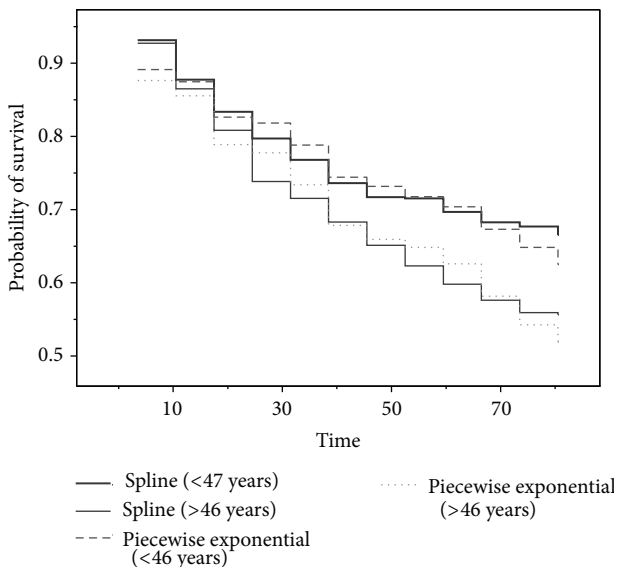 Probability of survival
0.9
0.8
0.7
0.6
0.5
10
30
50
70
Time
Spline (<47 years)
Spline (>46 years)
Piecewise exponential
(<46 years)
Piecewise exponential
(>46 years)